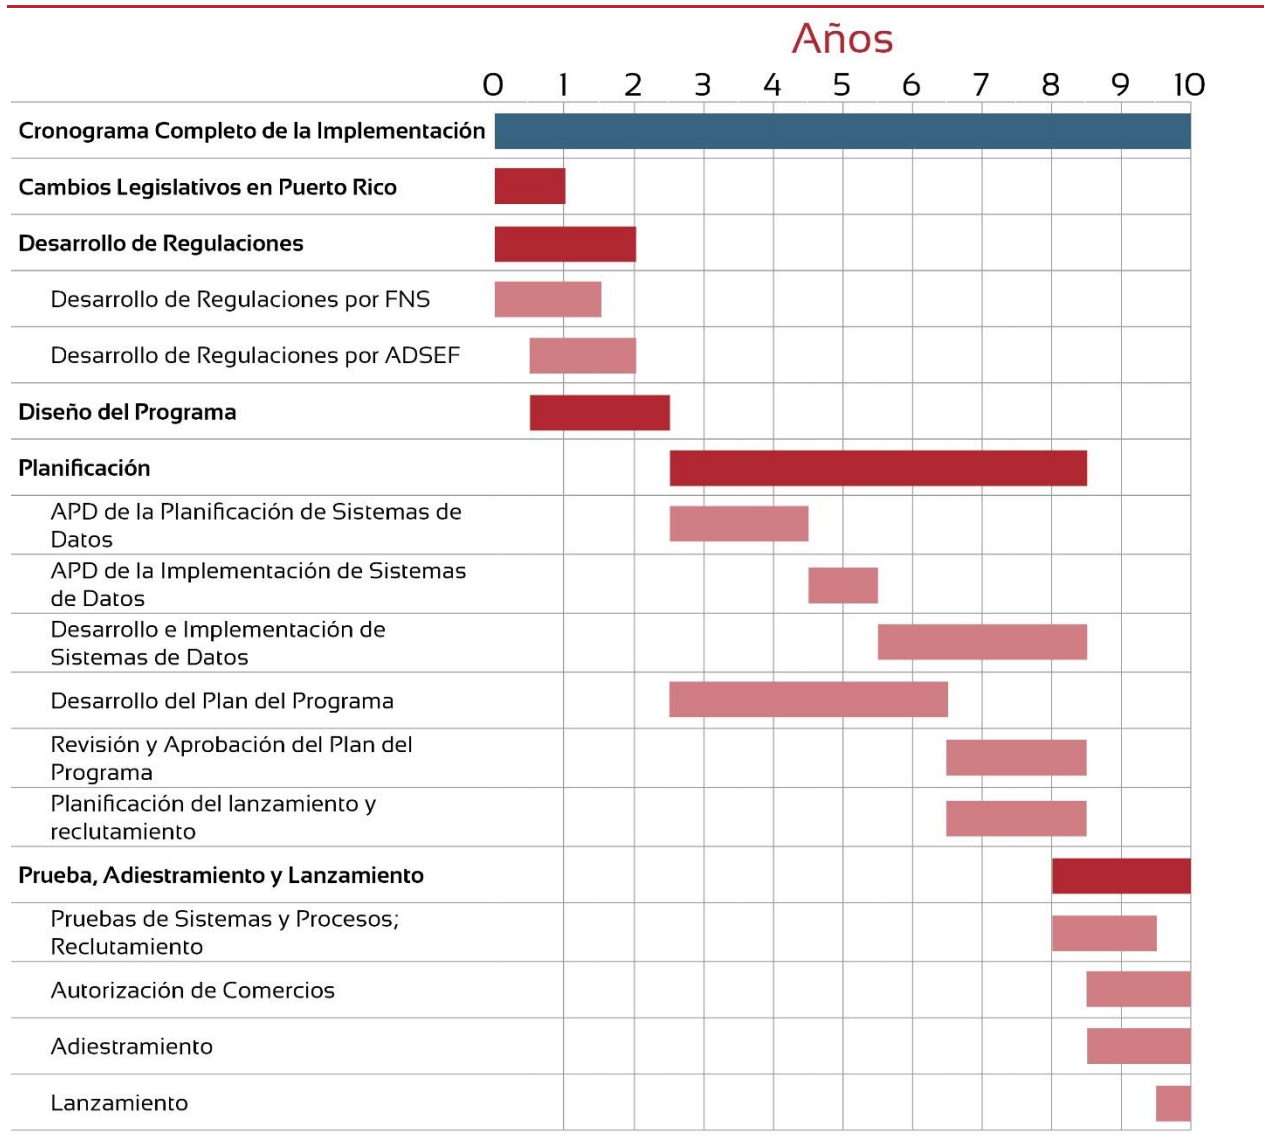 Años
0 1 2 3 4 5 6 7 8 9 10
Cronograma Completo de la Implementación
Cambios Legislativos en Puerto Rico
Desarrollo de Regulaciones
Desarrollo de Regulaciones por FNS
Desarrollo de Regulaciones por ADSEF
Diseño del Programa
Planificación
APD de la Planificación de Sistemas de
Datos
APD de la Implementación de Sistemas
de Datos
Desarrollo e Implementación de
Sistemas de Datos
Desarrollo del Plan del Programa
Revisión y Aprobación del Plan del
Programa
Planificación del lanzamiento y
reclutamiento
Prueba, Adiestramiento y Lanzamiento
Pruebas de Sistemas y Procesos;
Reclutamiento
Autorización de Comercios
Adiestramiento
Lanzamiento